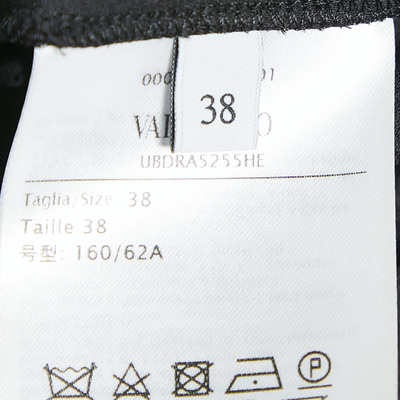 38
UBDRA5255HE
Taglia/Size 38
Taille 38
号型: 160/62A
P